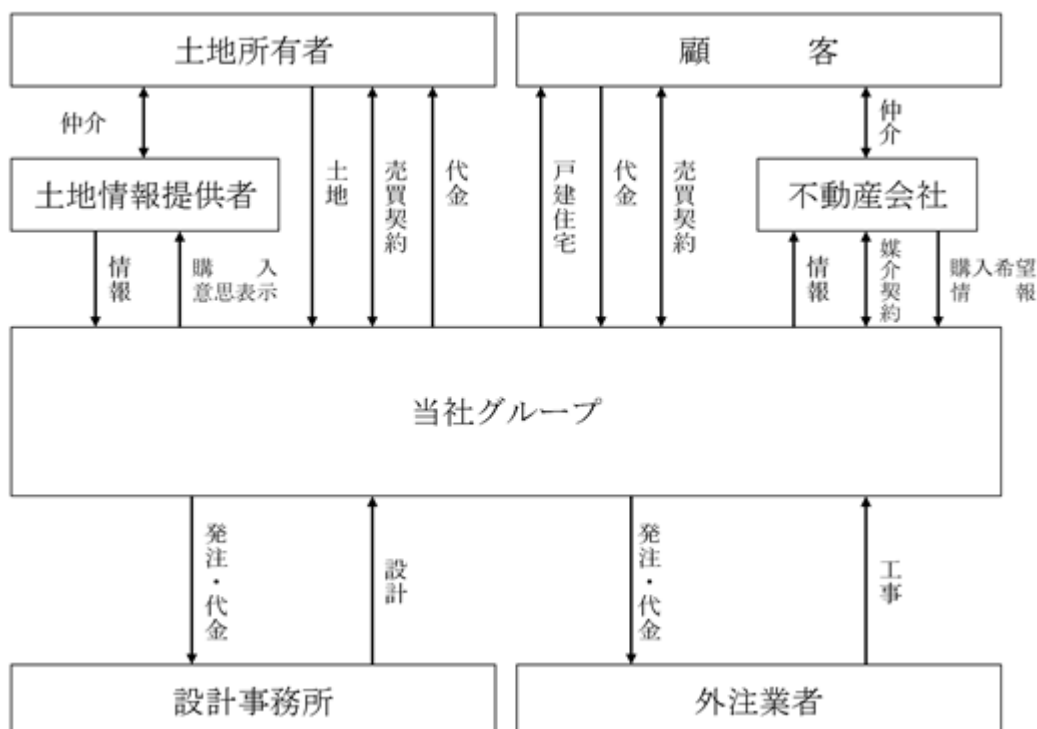 土地所有者
顧客
仲介
仲介
土地情報提供者
土地
売買契約
代金
戸建住宅
代金
売買契約
不動産会社
情報
購入
意思表示
情報
媒介契約
購入希望
情報
当社グループ
発注・代金
設計
発注・代金
工事
設計事務所
外注業者